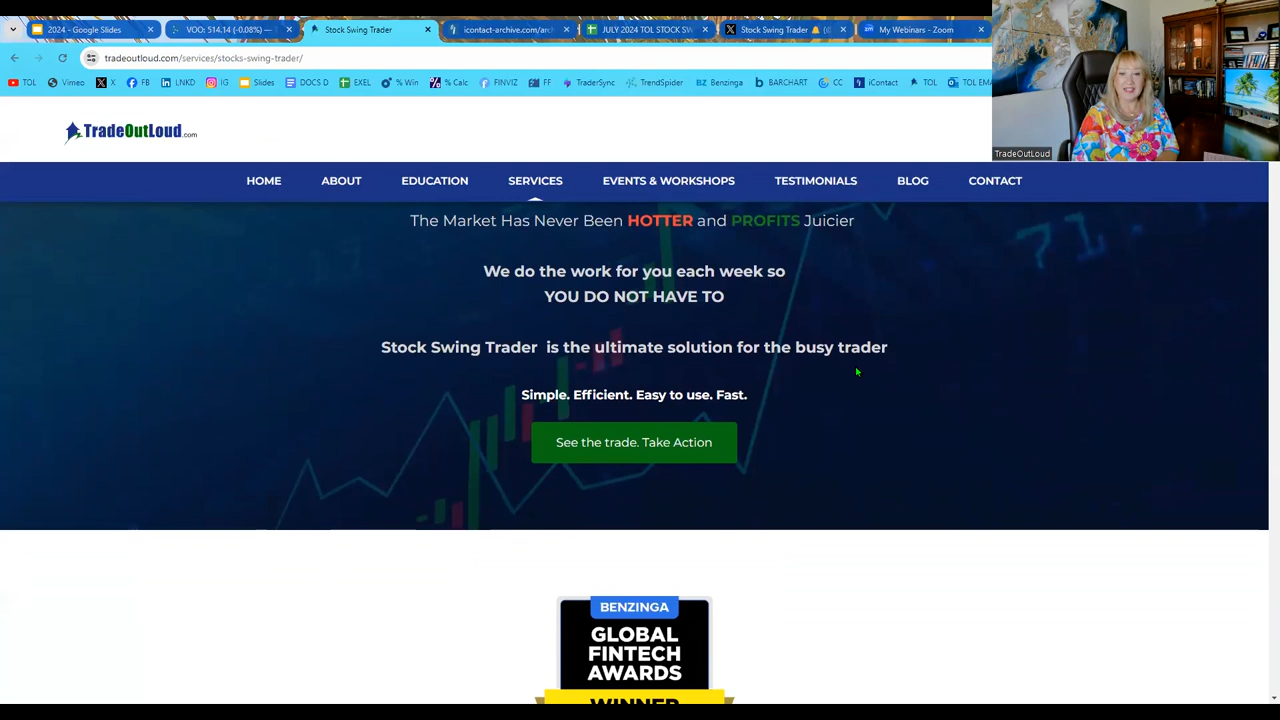 2024 - Google Slides
VOO: 514.14 (-0.08%) —
Stock Swing Trader
icontact-archive.com/arc
JULY 2024 TOL STOCK SW
Stock Swing Trader
My Webinars - Zoom
tradeoutloud.com/services/stocks-swing-trader/
TOL
Vimeo
X
FB
LNKD
IG
Slides
DOCS D
EXEL
% Win
% Calc
FINVIZ
FF
TraderSync
TrendSpider
BZ Benzinga
BARCHART
CC
iContact
TOL
TOL EMA
TradeOutLoud
TradeOutLoud.com
HOME
ABOUT
EDUCATION
SERVICES
EVENTS & WORKSHOPS
TESTIMONIALS
BLOG
CONTACT
71.
The Market Has Never Been HOTTER and PROFITS Juicier
We do the work for you each week so
YOU DO NOT HAVE TO
Stock Swing Trader is the ultimate solution for the busy trader
Simple. Efficient. Easy to use. Fast.
See the trade. Take Action
BENZINGA
GLOBAL
FINTECH
AWARDS
WINNER